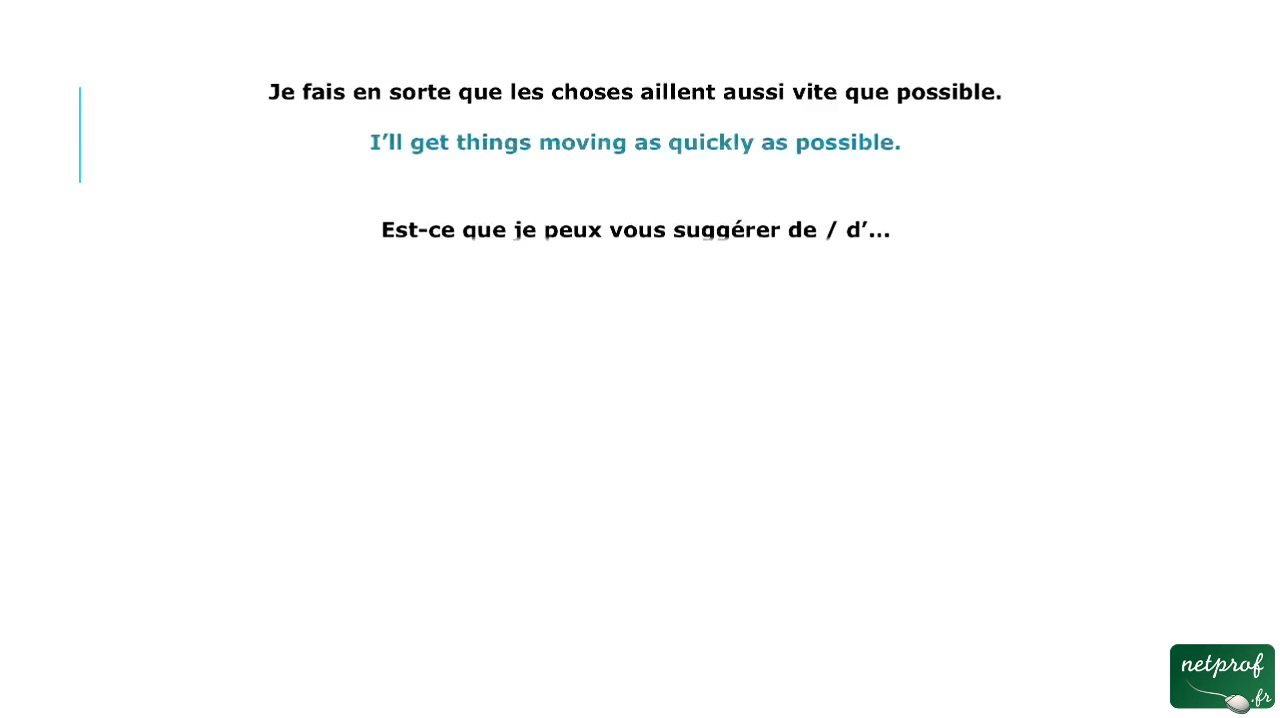 Je fais en sorte que les choses aillent aussi vite que possible.
I’ll get things moving as quickly as possible.
Est-ce que je peux vous suggérer de / d’...
netprof
.fr